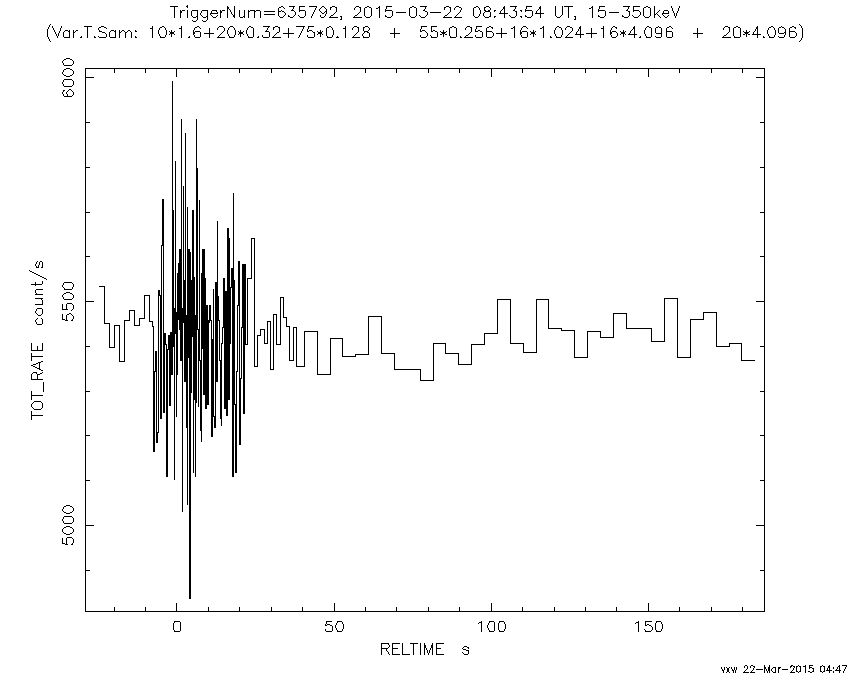 TriggerNum=635792, 2015-03-22 08:43:54 UT, 15-350keV
(Var.T.Sam: 10*1.6+20*0.32+75*0.128 + 55*0.256+16*1.024+16*4.096 + 20*4.096)
6000
5500
5000
TOT_RATE count/s
0 50 100 150
RELTIME s
vxw 22-Mar-2015 04:47